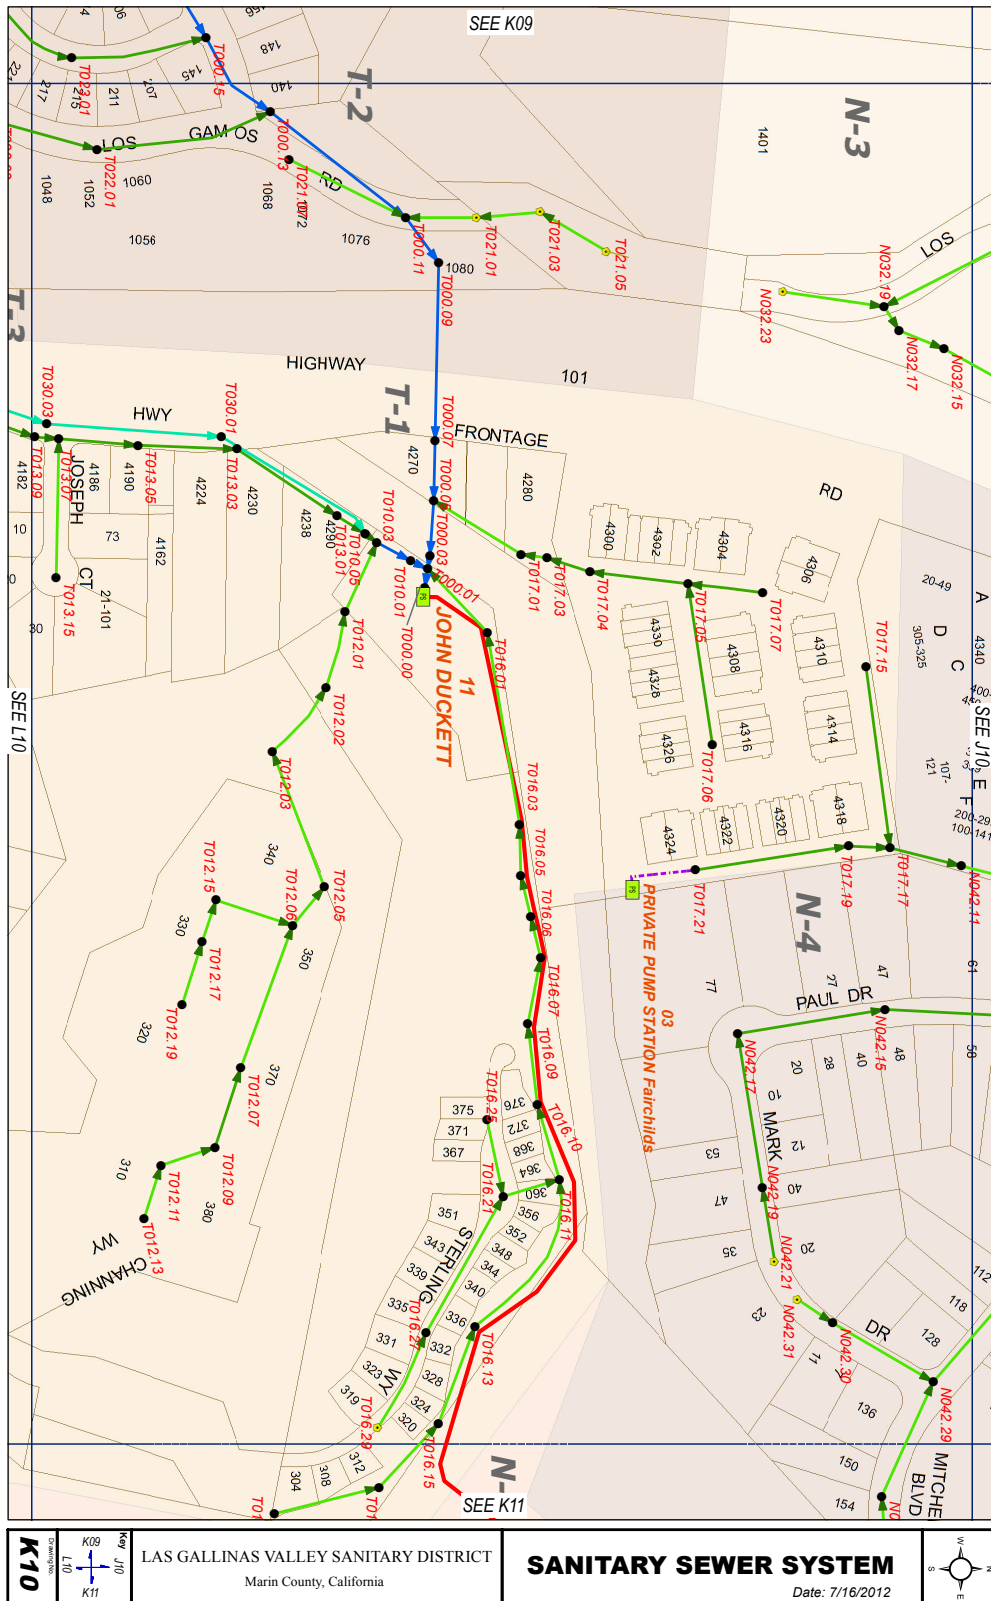 SEE K09
T-2
N-3
1401
T023.01
T000.15
148
140
145
207
211
215
217
LOS GAMOS RD
T022.01
T000.13
T021.07
1048
1052
1060
1056
1068
1072
1076
1080
T000.11
T021.01
T021.03
T021.05
T000.09
N032.23
N032.19
N032.17
N032.15
LOS
T-3
HIGHWAY 101
T-1
HWY
FRONTAGE
RD
T030.03
T030.01
T013.09
T013.07
T013.05
T013.03
T013.01
T010.05
T010.03
T010.01
T000.07
T000.05
T000.03
T000.01
T000.00
4182
4186
4190
4224
4230
4238
4290
4270
4280
JOSEPH CT
10
73
4182
21-101
30
T013.15
T012.01
T012.02
T012.03
T017.01
T017.03
T017.04
T017.05
T017.07
T017.06
T017.15
4300
4302
4304
4306
4330
4328
4326
4308
4316
4310
4314
4318
4320
4322
4324
20-49
A
4340
D
305-325
C
107-
121
E
F
SEE J10
SEE L10
PS
11
JOHN DUCKETT
T016.01
T016.03
T016.05
T016.06
T016.07
T016.09
T016.10
T016.11
T017.21
T017.19
T017.17
N042.11
PS
03
PRIVATE PUMP STATION Fairchilds
N-4
340
T012.05
T012.06
T012.15
T012.17
T012.19
330
320
350
370
T012.07
T012.09
T012.11
T012.13
310
380
CHANNING WY
61
77
27
47
PAUL DR
N042.15
N042.17
58
48
40
28
20
10
12
MARK
53
47
35
40
20
N042.19
N042.21
N042.31
23
N042.30
DR
112
118
128
136
150
154
N042.29
MITCHE
BLVD
T016.25
375
371
367
376
372
368
364
360
356
352
348
344
340
336
332
328
324
320
T016.21
STERLING WY
351
343
339
335
331
323
319
T016.27
T016.29
T016.13
T016.15
312
308
304
T01
T01
N-
SEE K11
K10
Drawing No.
Key
K09
J10
L10
K11
LAS GALLINAS VALLEY SANITARY DISTRICT
Marin County, California
SANITARY SEWER SYSTEM
Date: 7/16/2012
W
N
S
E